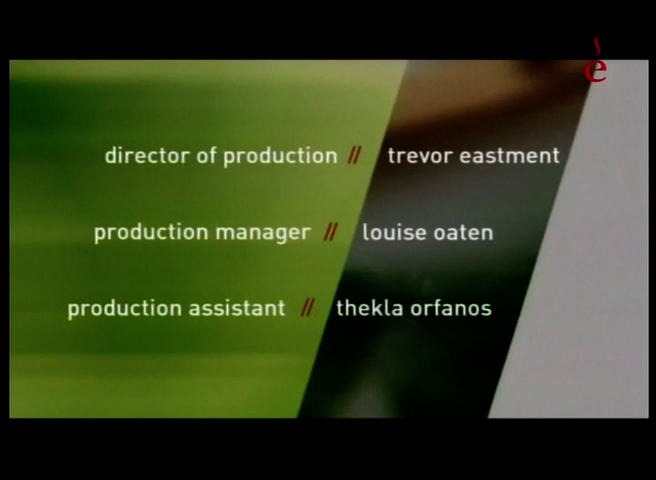 é
director of production // trevor eastment
production manager // louise oaten
production assistant // thekla orfanos